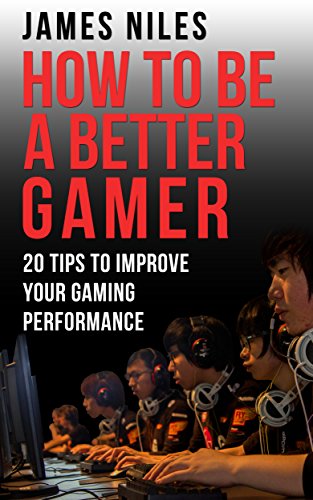 JAMES NILES
HOW TO BE
A BETTER
GAMER
20 TIPS TO IMPROVE
YOUR GAMING
PERFORMANCE